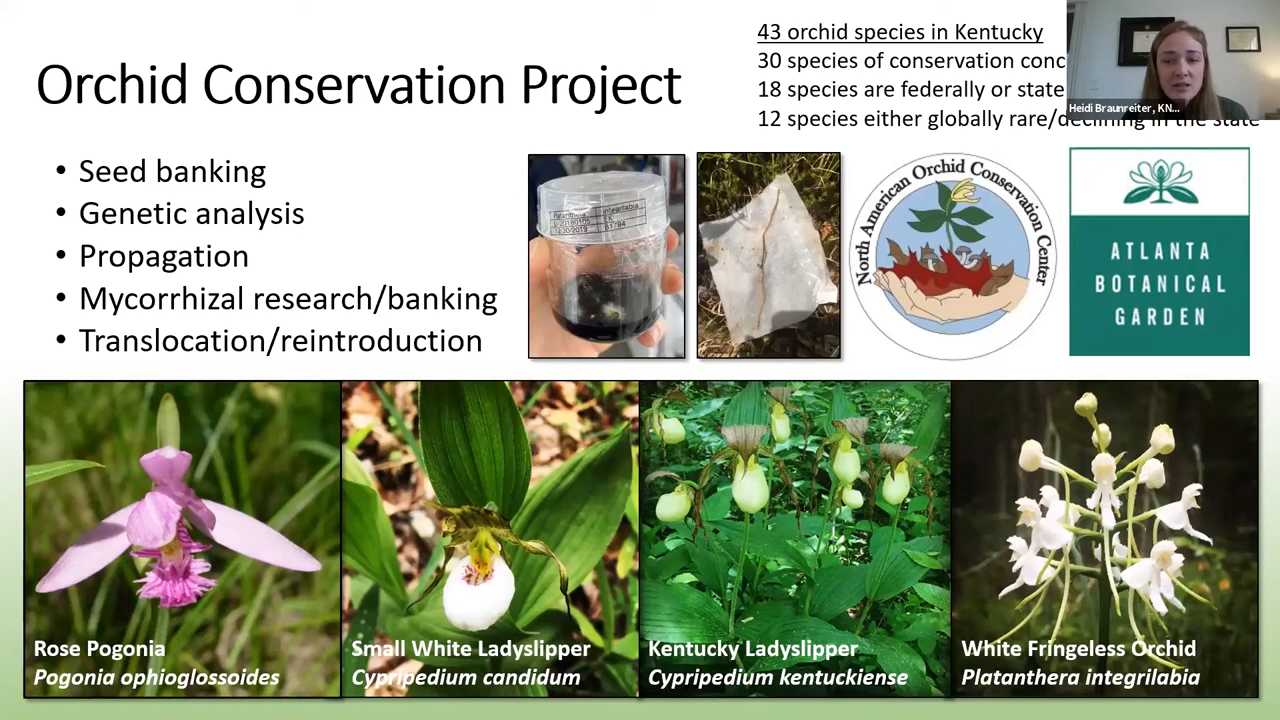 Orchid Conservation Project
43 orchid species in Kentucky
30 species of conservation conc
18 species are federally or state
12 species either globally rare/declining in the state
Heidi Braunreiter, KN...
• Seed banking
• Genetic analysis
• Propagation
• Mycorrhizal research/banking
• Translocation/reintroduction
Platanthera integrilabia
North American Orchid Conservation Center
ATLANTA
BOTANICAL
GARDEN
Rose Pogonia
Pogonia ophioglossoides
Small White Ladyslipper
Cypripedium candidum
Kentucky Ladyslipper
Cypripedium kentuckiense
White Fringeless Orchid
Platanthera integrilabia